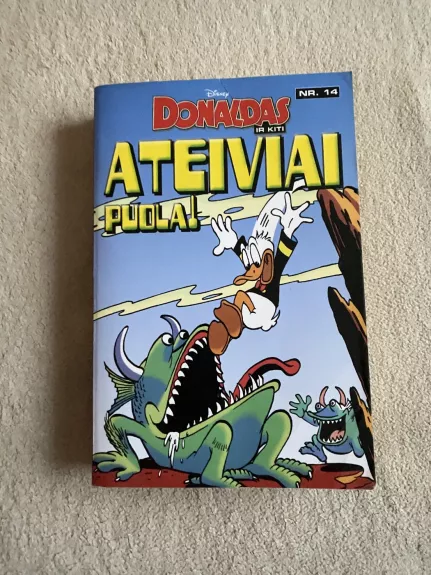 Disney
DONALDAS
IR KITI
NR. 14
ATEIVIAI
PUOLA!